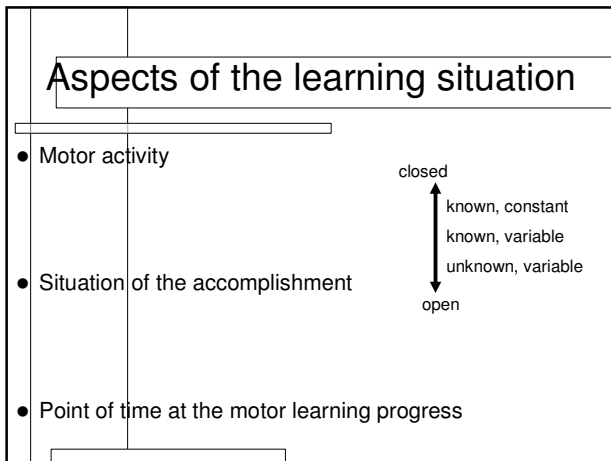 Aspects of the learning situation
● Motor activity
closed
known, constant
known, variable
● Situation of the accomplishment
unknown, variable
open
● Point of time at the motor learning progress